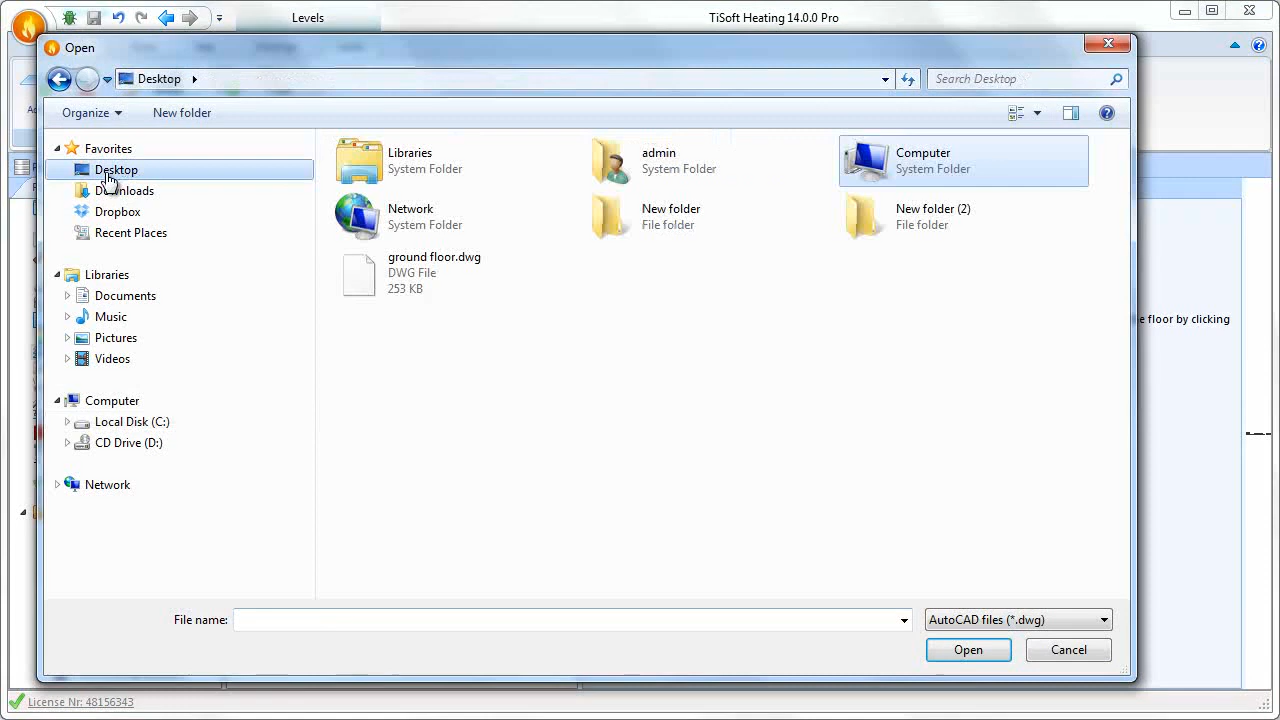 Levels
TiSoft Heating 14.0.0 Pro
Open
Desktop
Search Desktop
Organize
New folder
Favorites
Desktop
Downloads
Dropbox
Recent Places
Libraries
Documents
Music
Pictures
Videos
Computer
Local Disk (C:)
CD Drive (D:)
Network
Libraries
System Folder
admin
System Folder
Computer
System Folder
Network
System Folder
New folder
File folder
New folder (2)
File folder
ground floor.dwg
DWG File
253 KB
e floor by clicking
File name:
AutoCAD files (*.dwg)
Open
Cancel
License Nr: 48156343